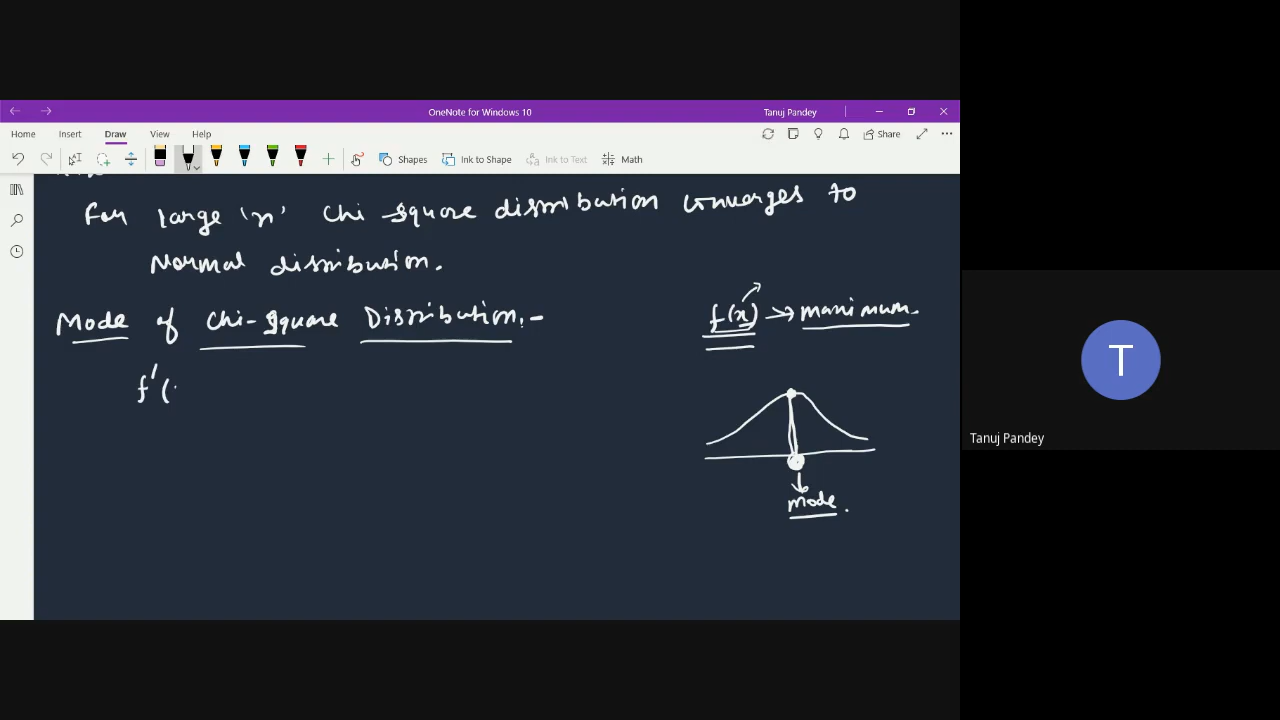 OneNote for Windows 10
Tanuj Pandey
Home Insert Draw View Help
Share
Shapes Ink to Shape Ink to Text Math
For large 'n' Chi-square distribution converges to
Normal distribution.
Mode of Chi-Square Distribution:-
f(x) → maximum.
f'(
mode.
T
Tanuj Pandey